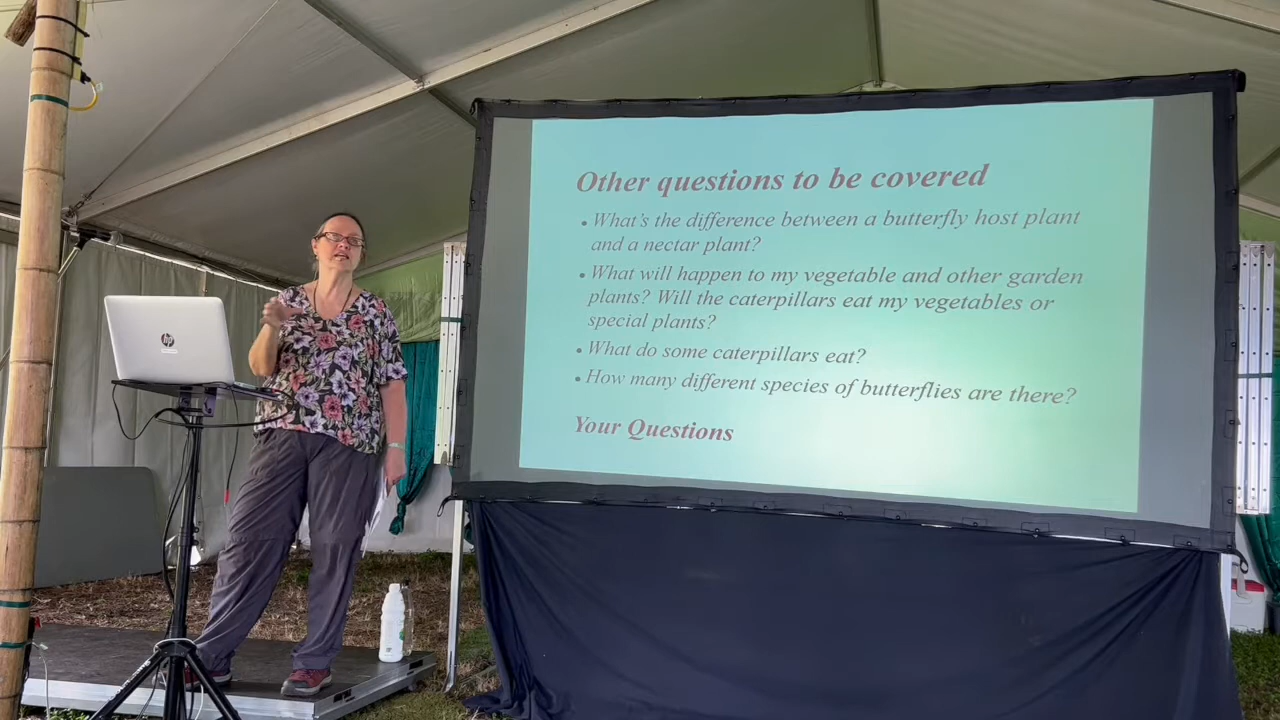 Other questions to be covered
• What's the difference between a butterfly host plant
and a nectar plant?
• What will happen to my vegetable and other garden
plants? Will the caterpillars eat my vegetables or
special plants?
• What do some caterpillars eat?
• How many different species of butterflies are there?
Your Questions
hp